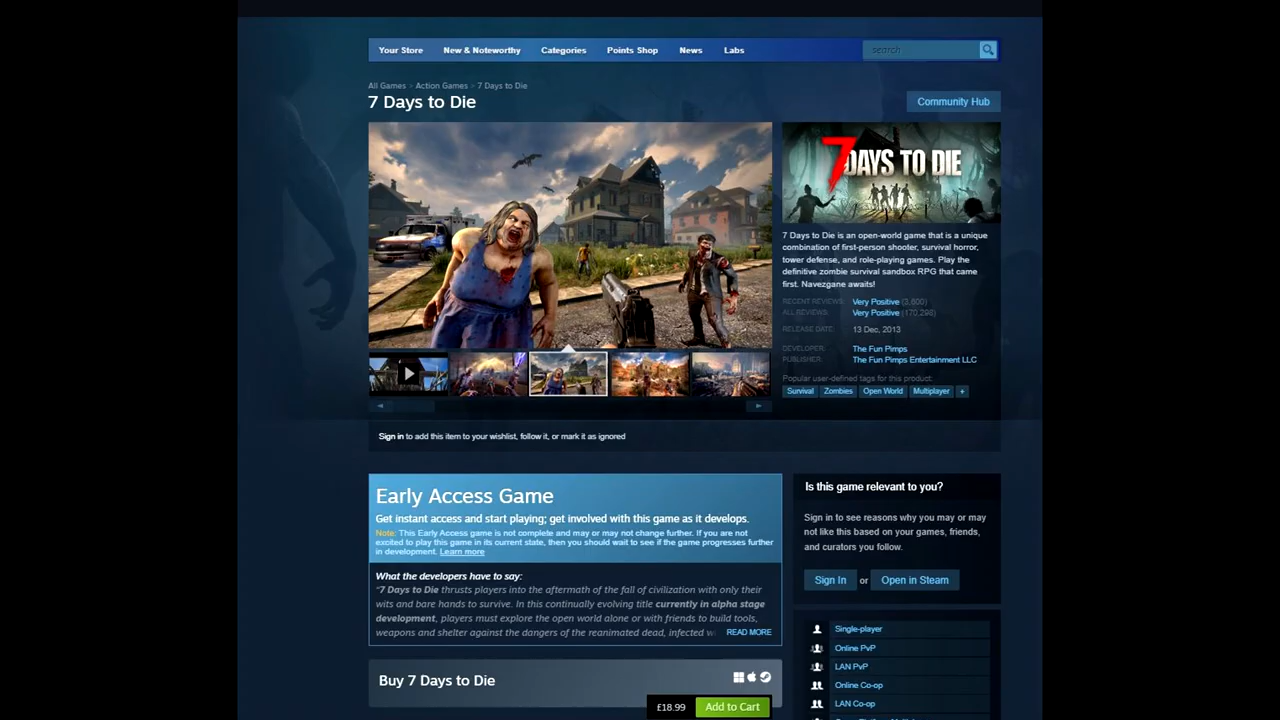 Your Store New & Noteworthy Categories Points Shop News Labs search
All Games > Action Games > 7 Days to Die
7 Days to Die
Community Hub
7 DAYS TO DIE
7 Days to Die is an open-world game that is a unique
combination of first-person shooter, survival horror,
tower defense, and role-playing games. Play the
definitive zombie survival sandbox RPG that came
first. Navezgane awaits!
RECENT REVIEWS: Very Positive (3,600)
ALL REVIEWS: Very Positive (170,298)
RELEASE DATE: 13 Dec, 2013
DEVELOPER: The Fun Pimps
PUBLISHER: The Fun Pimps Entertainment LLC
Popular user-defined tags for this product:
Survival Zombies Open World Multiplayer +
Sign in to add this item to your wishlist, follow it, or mark it as ignored
Early Access Game
Get instant access and start playing; get involved with this game as it develops.
Note: This Early Access game is not complete and may or may not change further. If you are not
excited to play this game in its current state, then you should wait to see if the game progresses further
in development. Learn more
What the developers have to say:
“7 Days to Die thrusts players into the aftermath of the fall of civilization with only their
wits and bare hands to survive. In this continually evolving title currently in alpha stage
development, players must explore the open world alone or with friends to build tools,
weapons and shelter against the dangers of the reanimated dead, infected READ MORE
Buy 7 Days to Die
£18.99 Add to Cart
Is this game relevant to you?
Sign in to see reasons why you may or may
not like this based on your games, friends,
and curators you follow.
Sign In or Open in Steam
Single-player
Online PvP
LAN PvP
Online Co-op
LAN Co-op